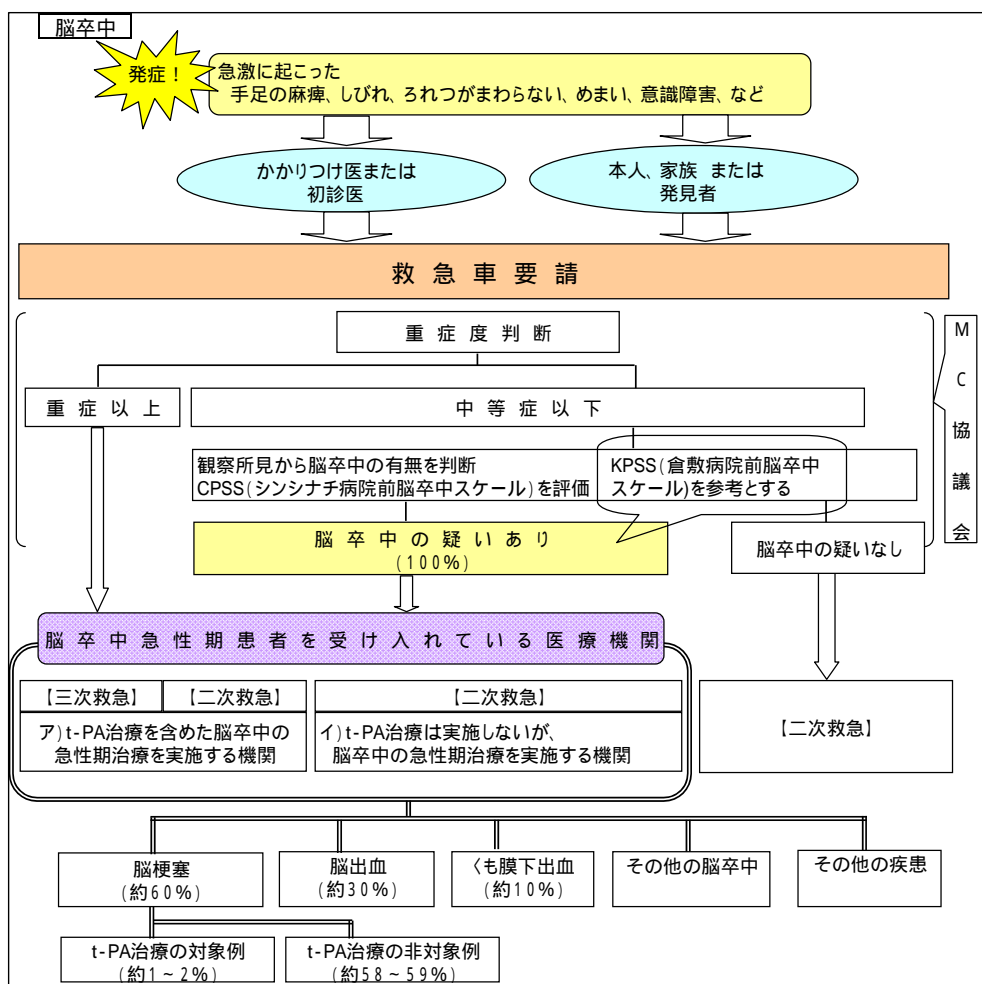 脳卒中
発症！
急激に起こった
手足の麻痺、しびれ、ろれつがまわらない、めまい、意識障害、など
かかりつけ医または
初診医
本人、家族 または
発見者
救急車要請
重症度判断
MC協議会
重症以上
中等症以下
観察所見から脳卒中の有無を判断
CPSS(シンシナチ病院前脳卒中スケール)を評価
KPSS(倉敷病院前脳卒中
スケール)を参考とする
脳卒中の疑いあり
(100%)
脳卒中の疑いなし
脳卒中急性期患者を受け入れている医療機関
【三次救急】
【二次救急】
ア)t-PA治療を含めた脳卒中の
急性期治療を実施する機関
【二次救急】
イ)t-PA治療は実施しないが、
脳卒中の急性期治療を実施する機関
【二次救急】
脳梗塞
(約60%)
脳出血
(約30%)
くも膜下出血
(約10%)
その他の脳卒中
その他の疾患
t-PA治療の対象例
(約1～2%)
t-PA治療の非対象例
(約58～59%)